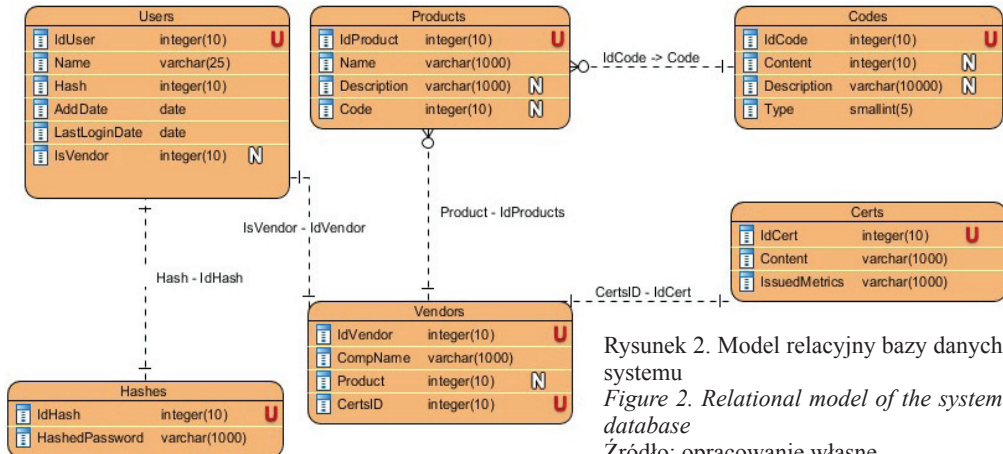 Users
IdUser integer(10) U
Name varchar(25)
Hash integer(10)
AddDate date
LastLoginDate date
IsVendor integer(10) N
Products
IdProduct integer(10) U
Name varchar(1000)
Description varchar(1000) N
Code integer(10) N
IdCode -> Code
Codes
IdCode integer(10) U
Content integer(10) N
Description varchar(10000) N
Type smallint(5)
IsVendor - IdVendor
Product - IdProducts
Hash - IdHash
Certs
IdCert integer(10) U
Content varchar(1000)
IssuedMetrics varchar(1000)
CertsID - IdCert
Vendors
IdVendor integer(10) U
CompName varchar(1000)
Product integer(10) N
CertsID integer(10) U
Hashes
IdHash integer(10) U
HashedPassword varchar(1000)
Rysunek 2. Model relacyjny bazy danych
systemu
Figure 2. Relational model of the system
database
Źródło: opracowanie własne